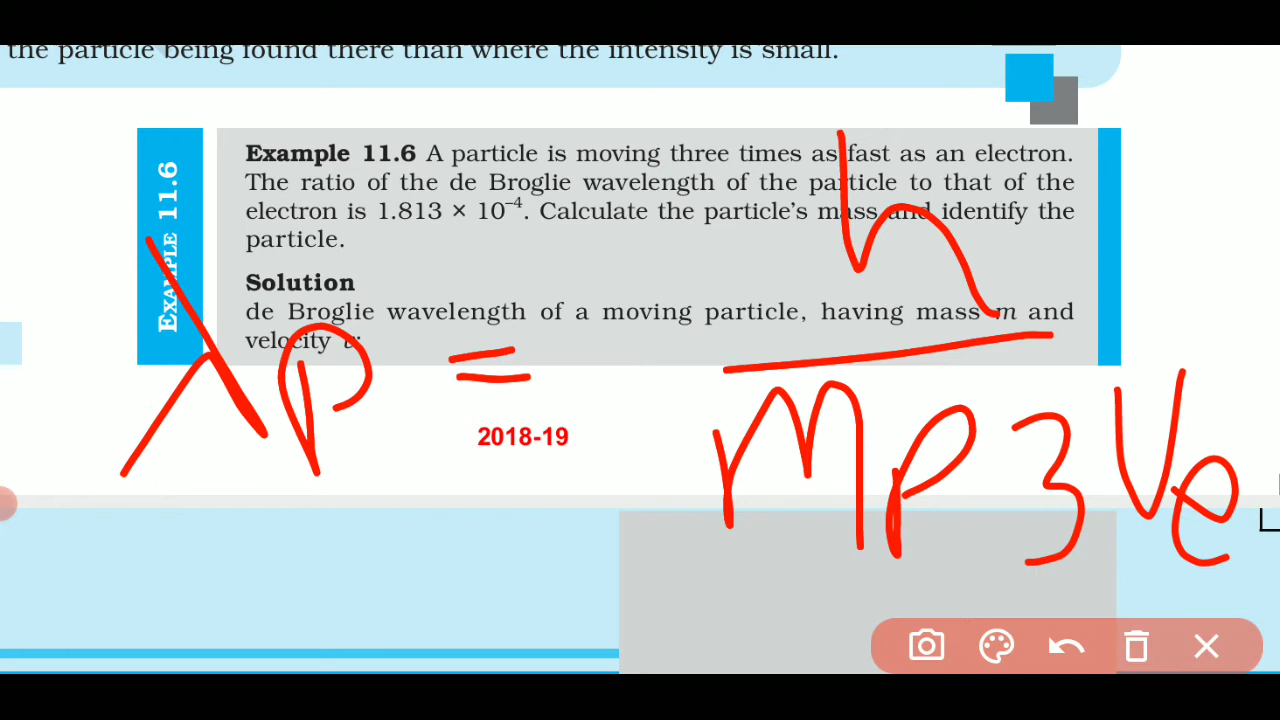 the particle being found there than where the intensity is small.
EXAMPLE 11.6
Example 11.6 A particle is moving three times as fast as an electron.
The ratio of the de Broglie wavelength of the particle to that of the
electron is 1.813 × 10⁻⁴. Calculate the particle's mass and identify the
particle.
Solution
de Broglie wavelength of a moving particle, having mass m and
velocity v:
λP = h
mp3Ve
2018-19